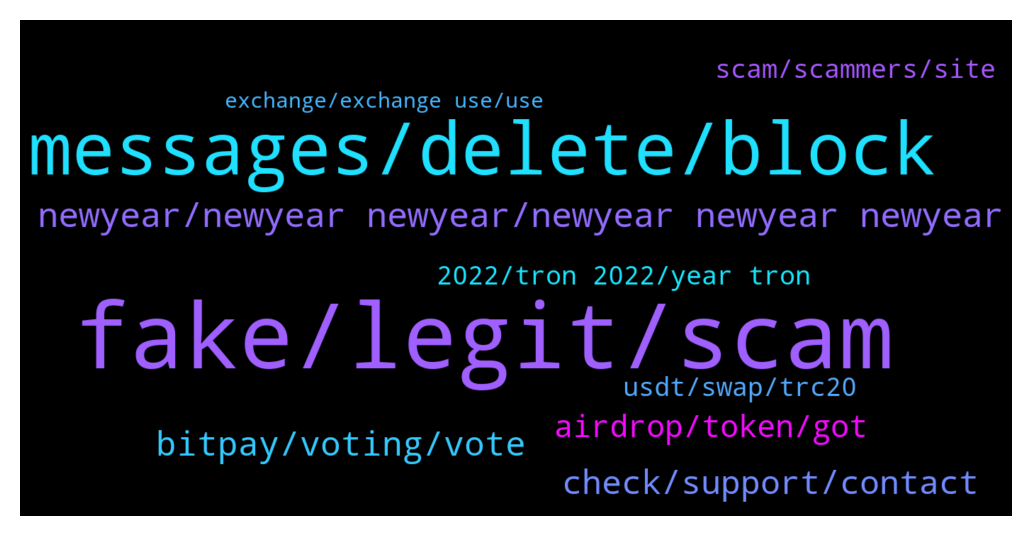 scam/scammers/site
exchange/exchange use/use
messages/delete/block
newyear/newyear newyear/newyear newyear newyear
2022/tron 2022/year tron
fake/legit/scam
usdt/swap/trc20
airdrop/token/got
bitpay/voting/vote
check/support/contact